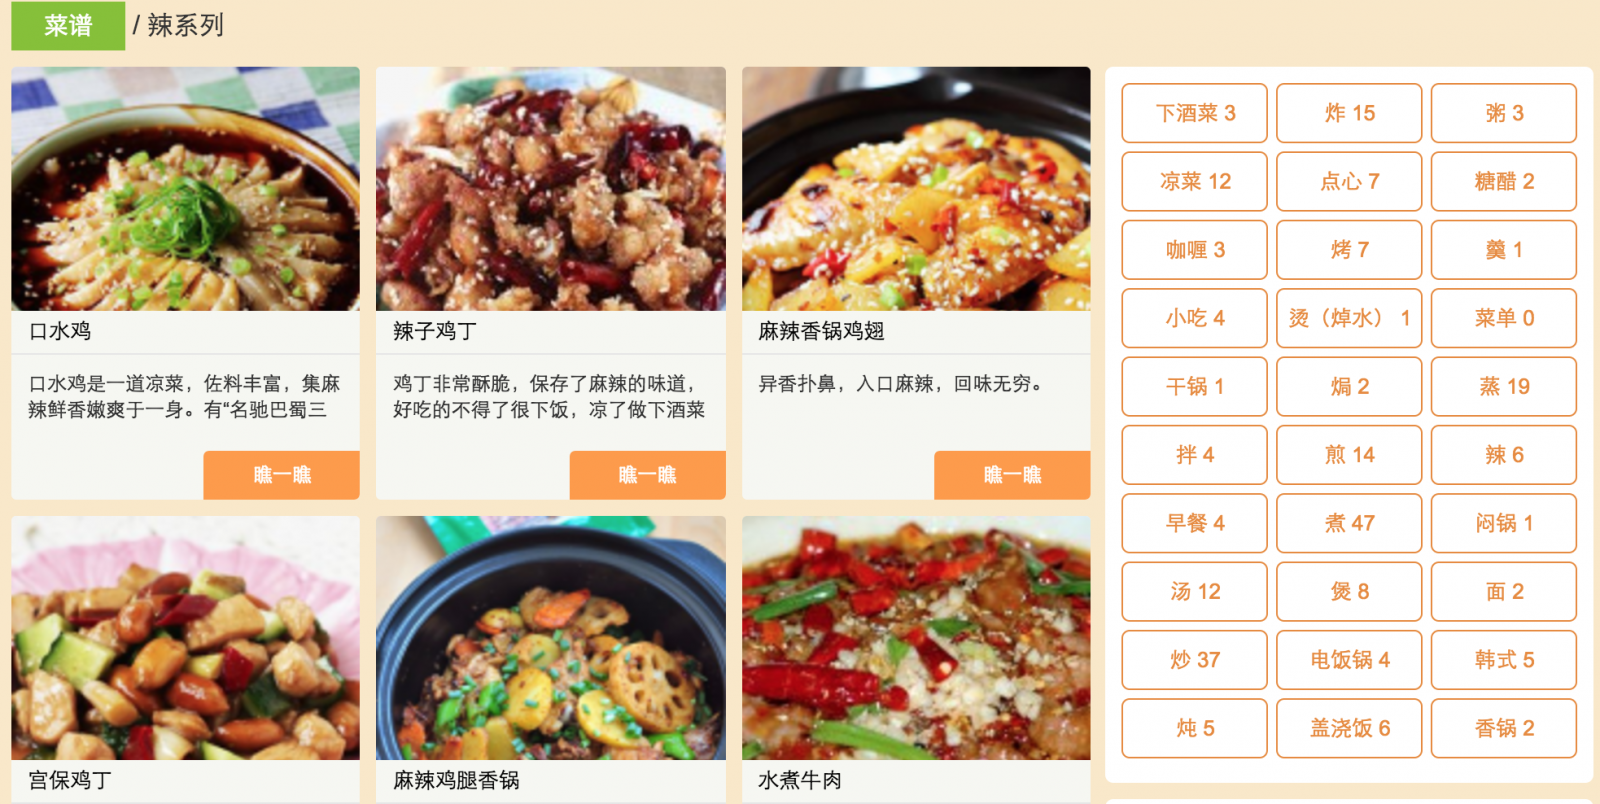 菜谱 / 辣系列
口水鸡
口水鸡是一道凉菜，佐料丰富，集麻
辣鲜香嫩爽于一身。有“名驰巴蜀三
瞧一瞧
辣子鸡丁
鸡丁非常酥脆，保存了麻辣的味道，
好吃的不得了很下饭，凉了做下酒菜
瞧一瞧
麻辣香锅鸡翅
异香扑鼻，入口麻辣，回味无穷。
瞧一瞧
宫保鸡丁
麻辣鸡腿香锅
水煮牛肉
下酒菜 3
炸 15
粥 3
凉菜 12
点心 7
糖醋 2
咖喱 3
烤 7
羹 1
小吃 4
烫（焯水） 1
菜单 0
干锅 1
焗 2
蒸 19
拌 4
煎 14
辣 6
早餐 4
煮 47
闷锅 1
汤 12
煲 8
面 2
炒 37
电饭锅 4
韩式 5
炖 5
盖浇饭 6
香锅 2